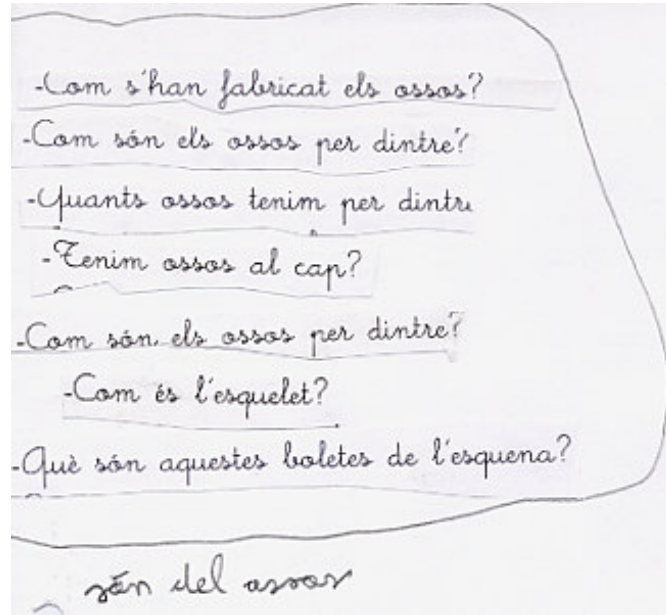 -Com s'han fabricat els ossos?
-Com són els ossos per dintre?
-Quants ossos tenim per dintre
-Tenim ossos al cap?
-Com són els ossos per dintre?
-Com és l'esquelet?
-Què són aquestes boletes de l'esquena?
són del ossos